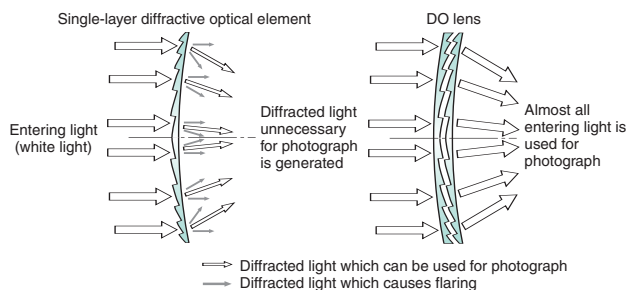 Single-layer diffractive optical element
DO lens
Entering light
(white light)
Diffracted light
unnecessary
for photograph
is generated
Almost all
entering light is
used for
photograph
Diffracted light which can be used for photograph
Diffracted light which causes flaring